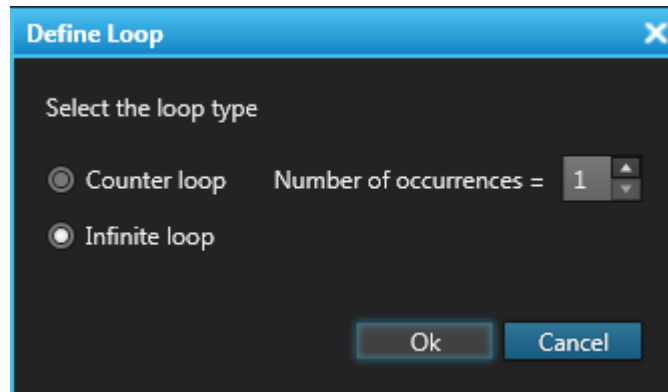 Define Loop
Select the loop type
Counter loop Number of occurrences = 1
Infinite loop
Ok Cancel